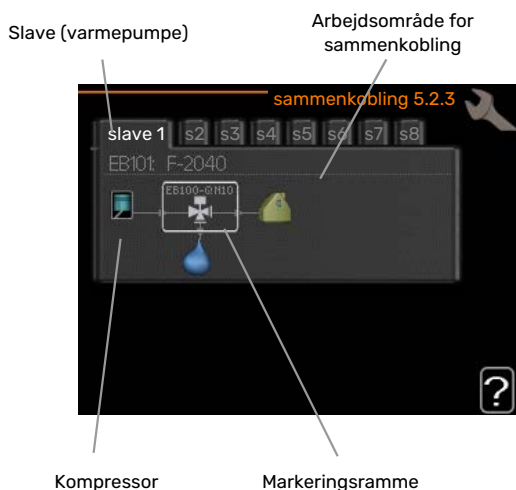 Slave (varmepumpe)
Arbejdsområde for
sammenkobling
sammenkobling 5.2.3
slave 1 s2 s3 s4 s5 s6 s7 s8
EB101: F-2040
EB100-QN10
?
Kompressor
Markeringsramme